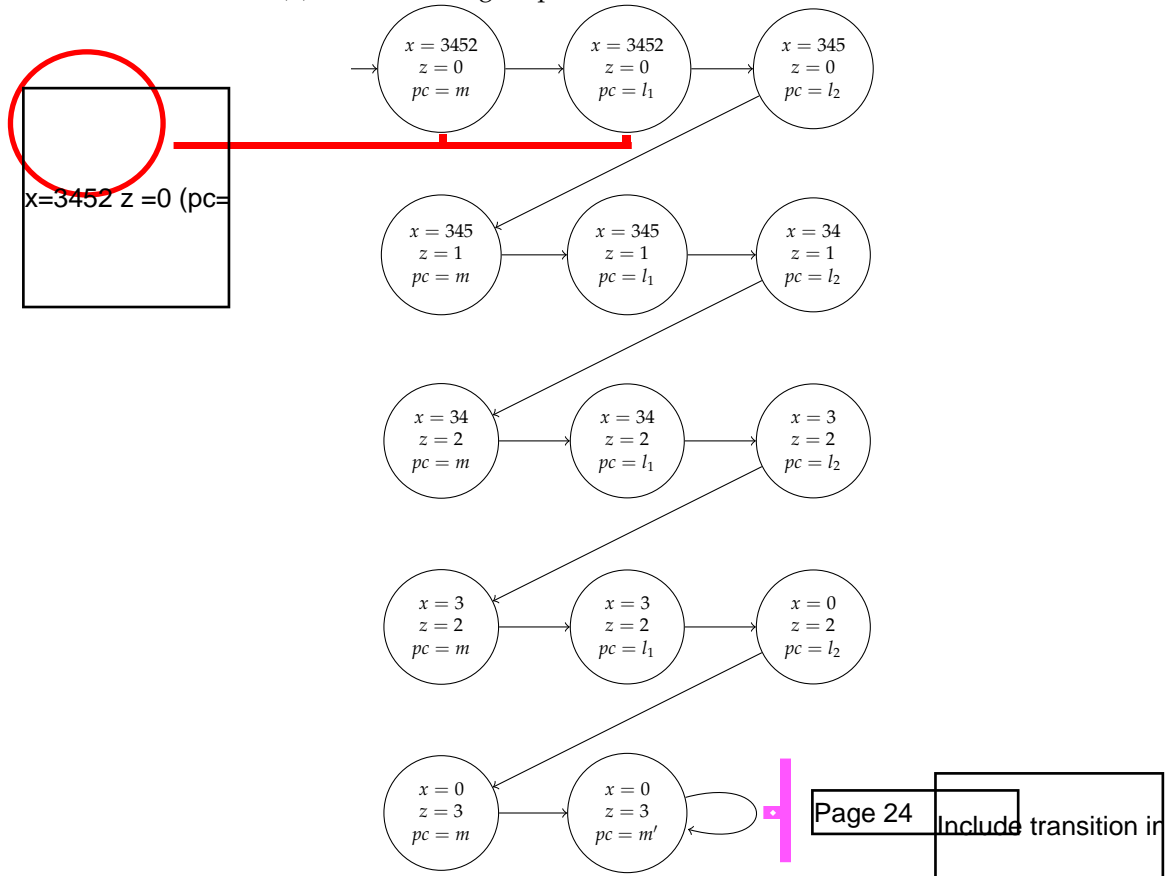 x = 3452
z = 0
pc = m
x = 3452
z = 0
pc = l₁
x = 345
z = 0
pc = l₂
x=3452 z =0 (pc=
x = 345
z = 1
pc = m
x = 345
z = 1
pc = l₁
x = 34
z = 1
pc = l₂
x = 34
z = 2
pc = m
x = 34
z = 2
pc = l₁
x = 3
z = 2
pc = l₂
x = 3
z = 2
pc = m
x = 3
z = 2
pc = l₁
x = 0
z = 2
pc = l₂
x = 0
z = 3
pc = m
x = 0
z = 3
pc = m′
Page 24
Include transition in